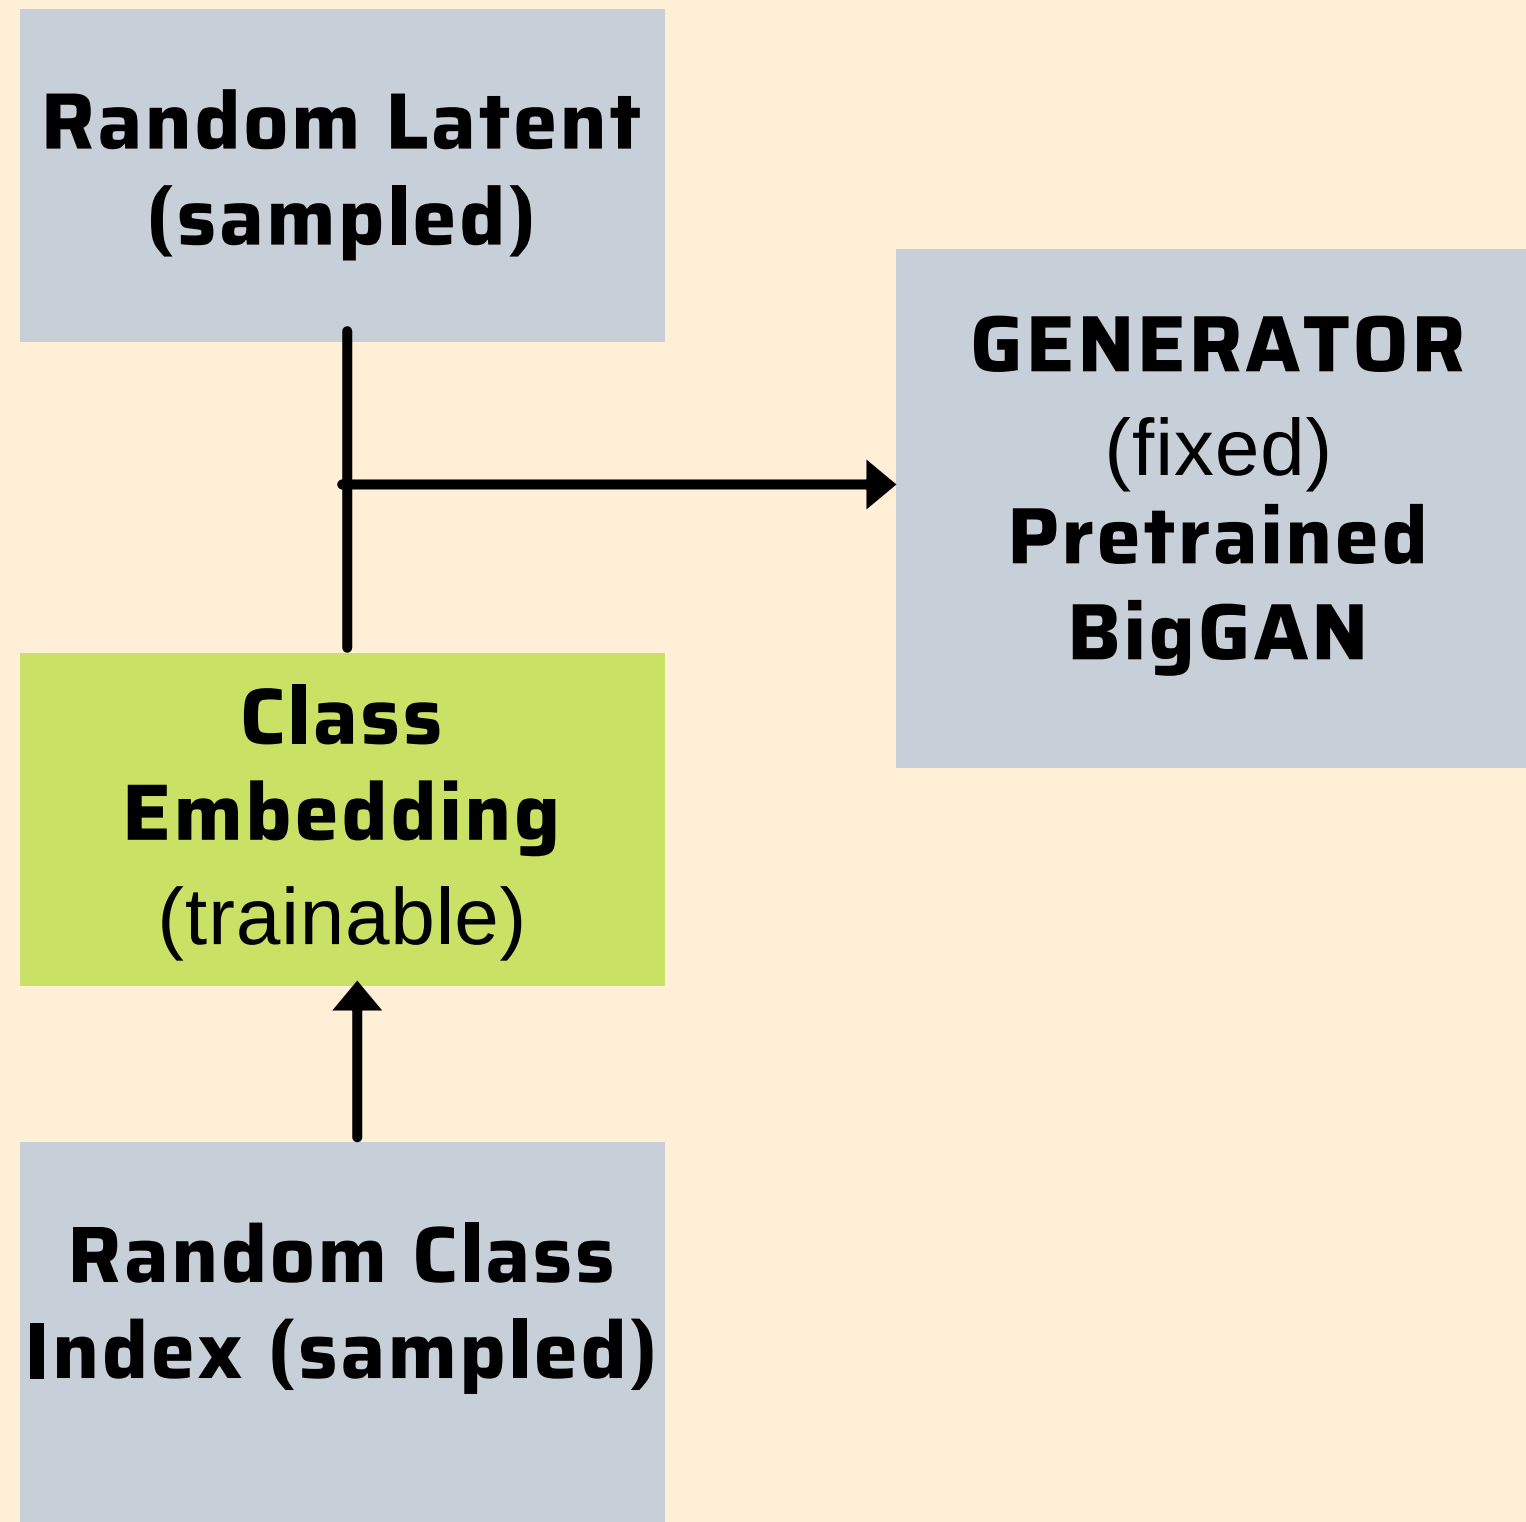 Random Latent
(sampled)
GENERATOR
(fixed)
Pretrained
BigGAN
Class
Embedding
(trainable)
Random Class
Index (sampled)